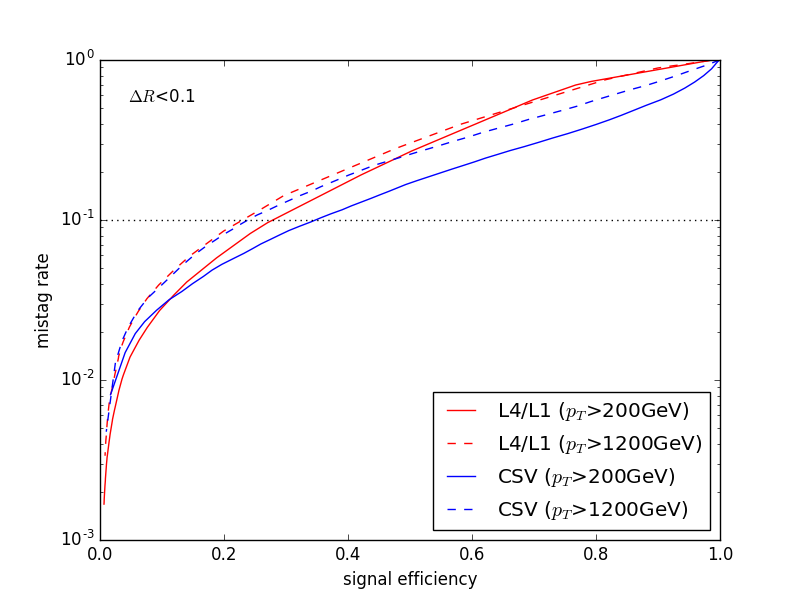 10⁰
ΔR<0.1
10⁻¹
mistag rate
10⁻²
L4/L1 (p_T>200GeV)
L4/L1 (p_T>1200GeV)
CSV (p_T>200GeV)
CSV (p_T>1200GeV)
10⁻³
0.0 0.2 0.4 0.6 0.8 1.0
signal efficiency